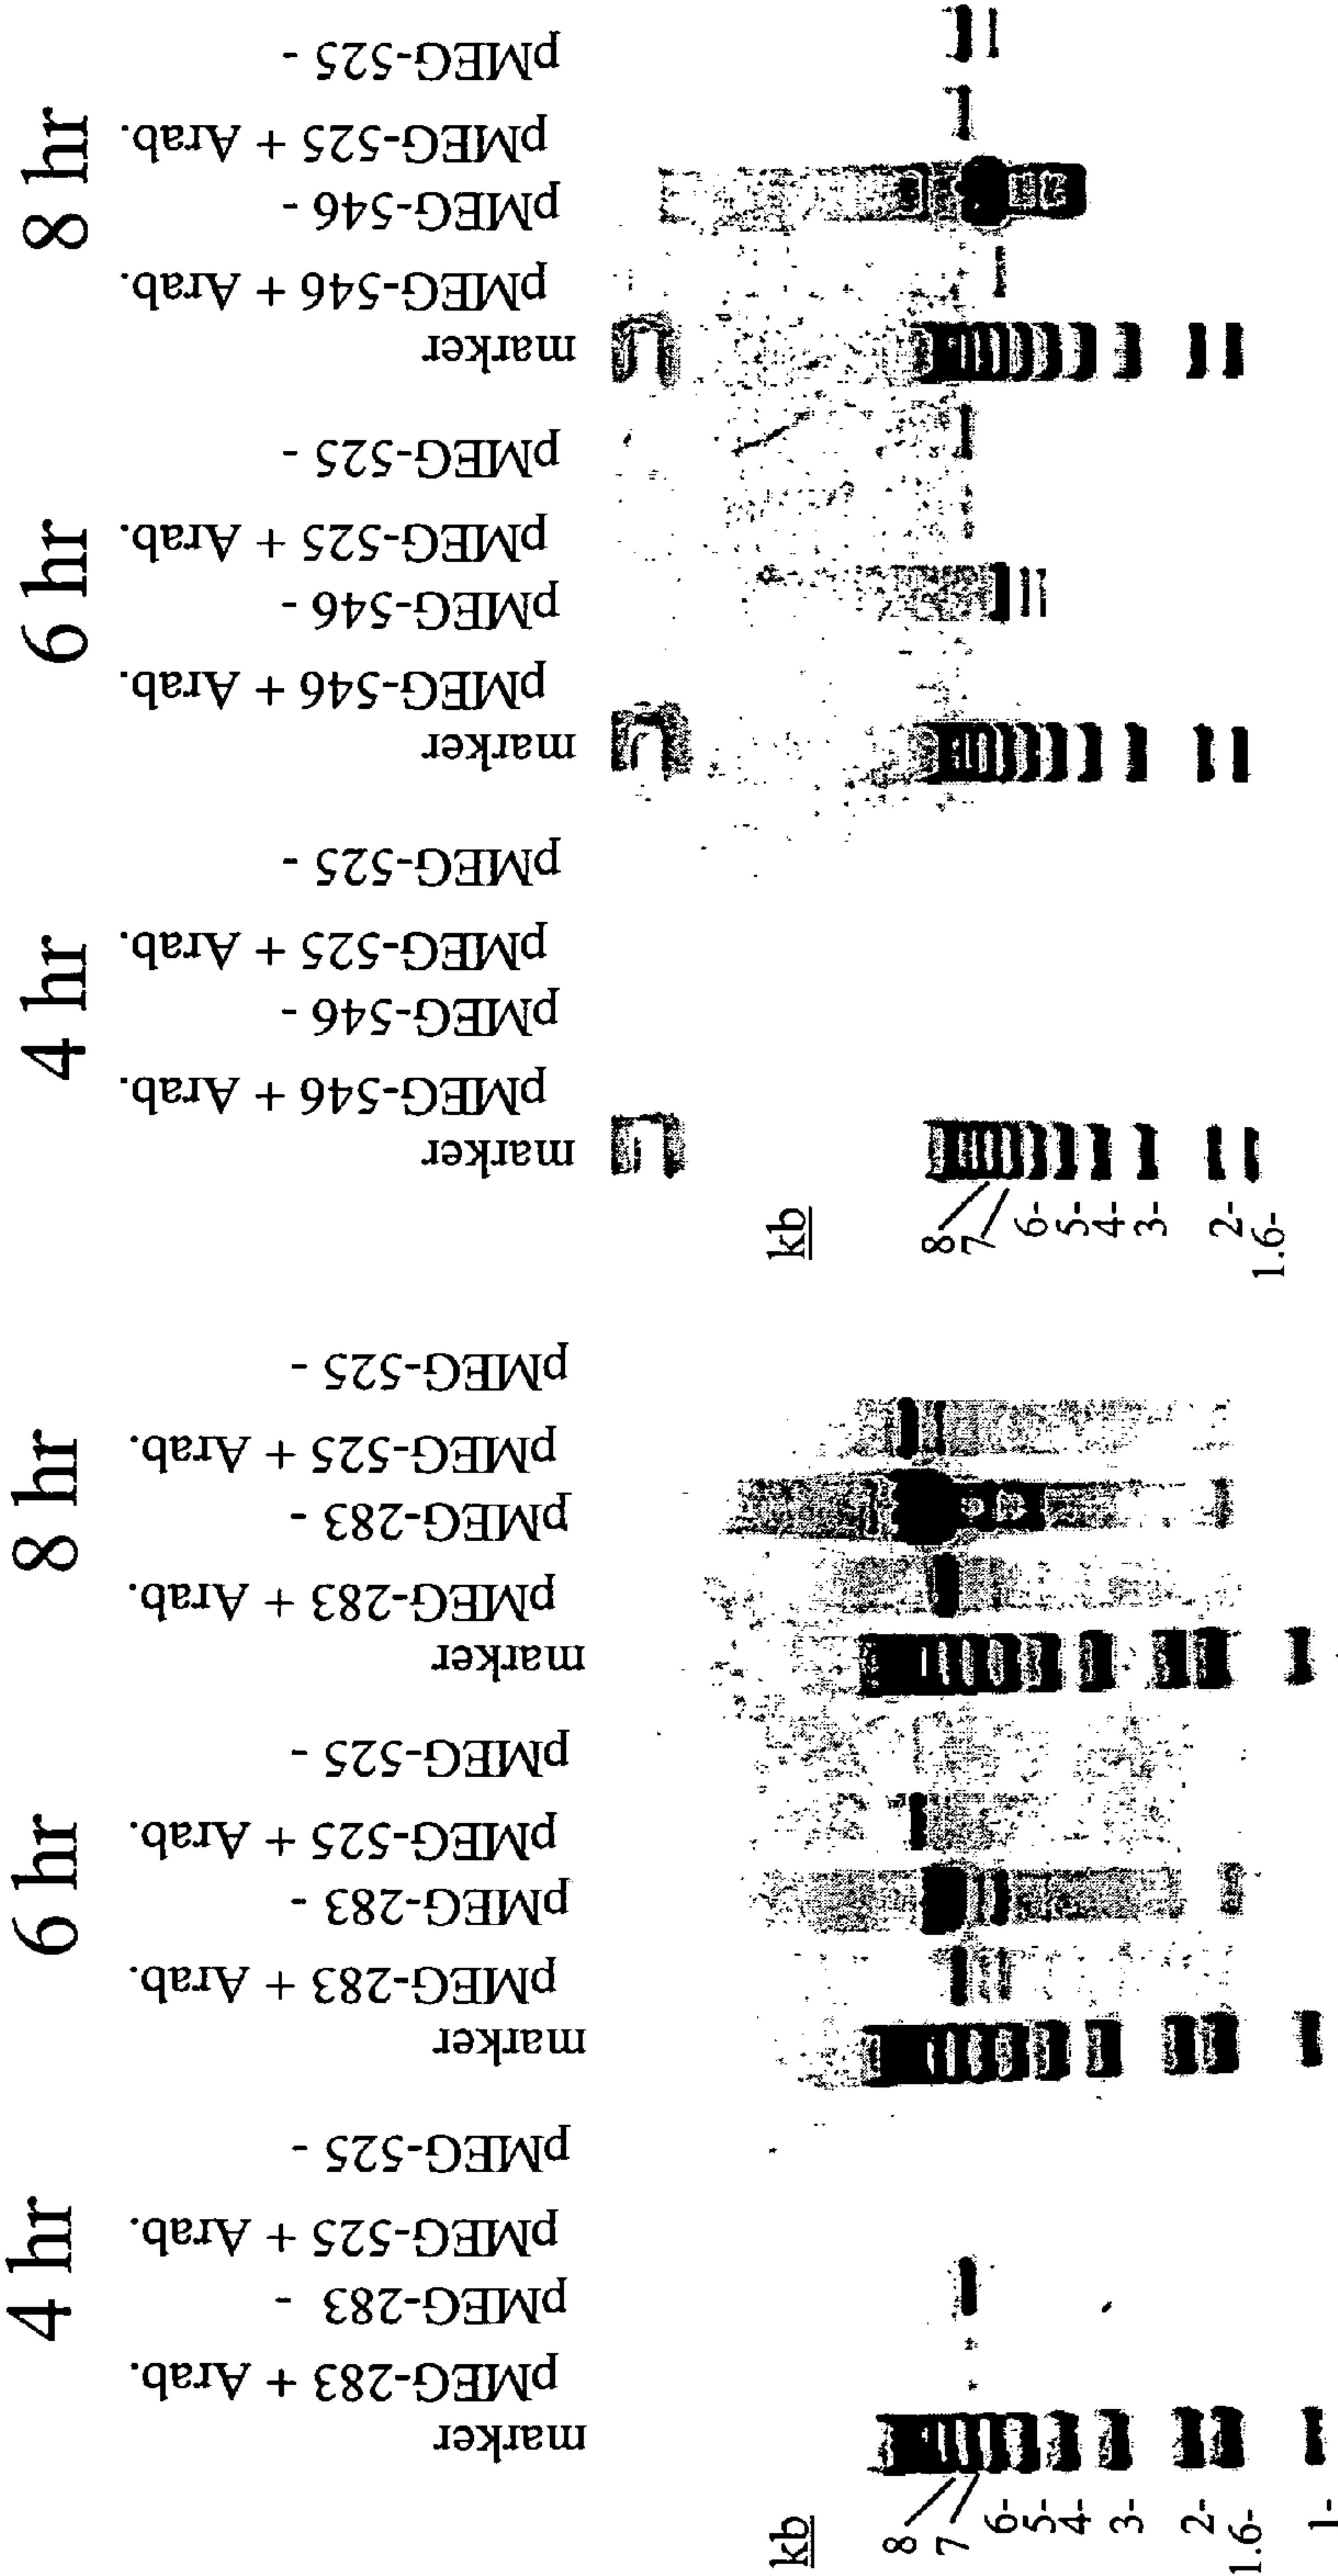 8 hr
pMEG-525 -
pMEG-525 + Arab.
pMEG-546 -
pMEG-546 + Arab.
marker
6 hr
pMEG-525 -
pMEG-525 + Arab.
pMEG-546 -
pMEG-546 + Arab.
marker
4 hr
pMEG-525 -
pMEG-525 + Arab.
pMEG-546 -
pMEG-546 + Arab.
marker
kb
8
7
6-
5-
4-
3-
2-
1.6-
8 hr
pMEG-525 -
pMEG-525 + Arab.
pMEG-283 -
pMEG-283 + Arab.
marker
6 hr
pMEG-525 -
pMEG-525 + Arab.
pMEG-283 -
pMEG-283 + Arab.
marker
4 hr
pMEG-525 -
pMEG-525 + Arab.
pMEG-283 -
pMEG-283 + Arab.
marker
kb
8
7
6-
5-
4-
3-
2-
1.6-
1-